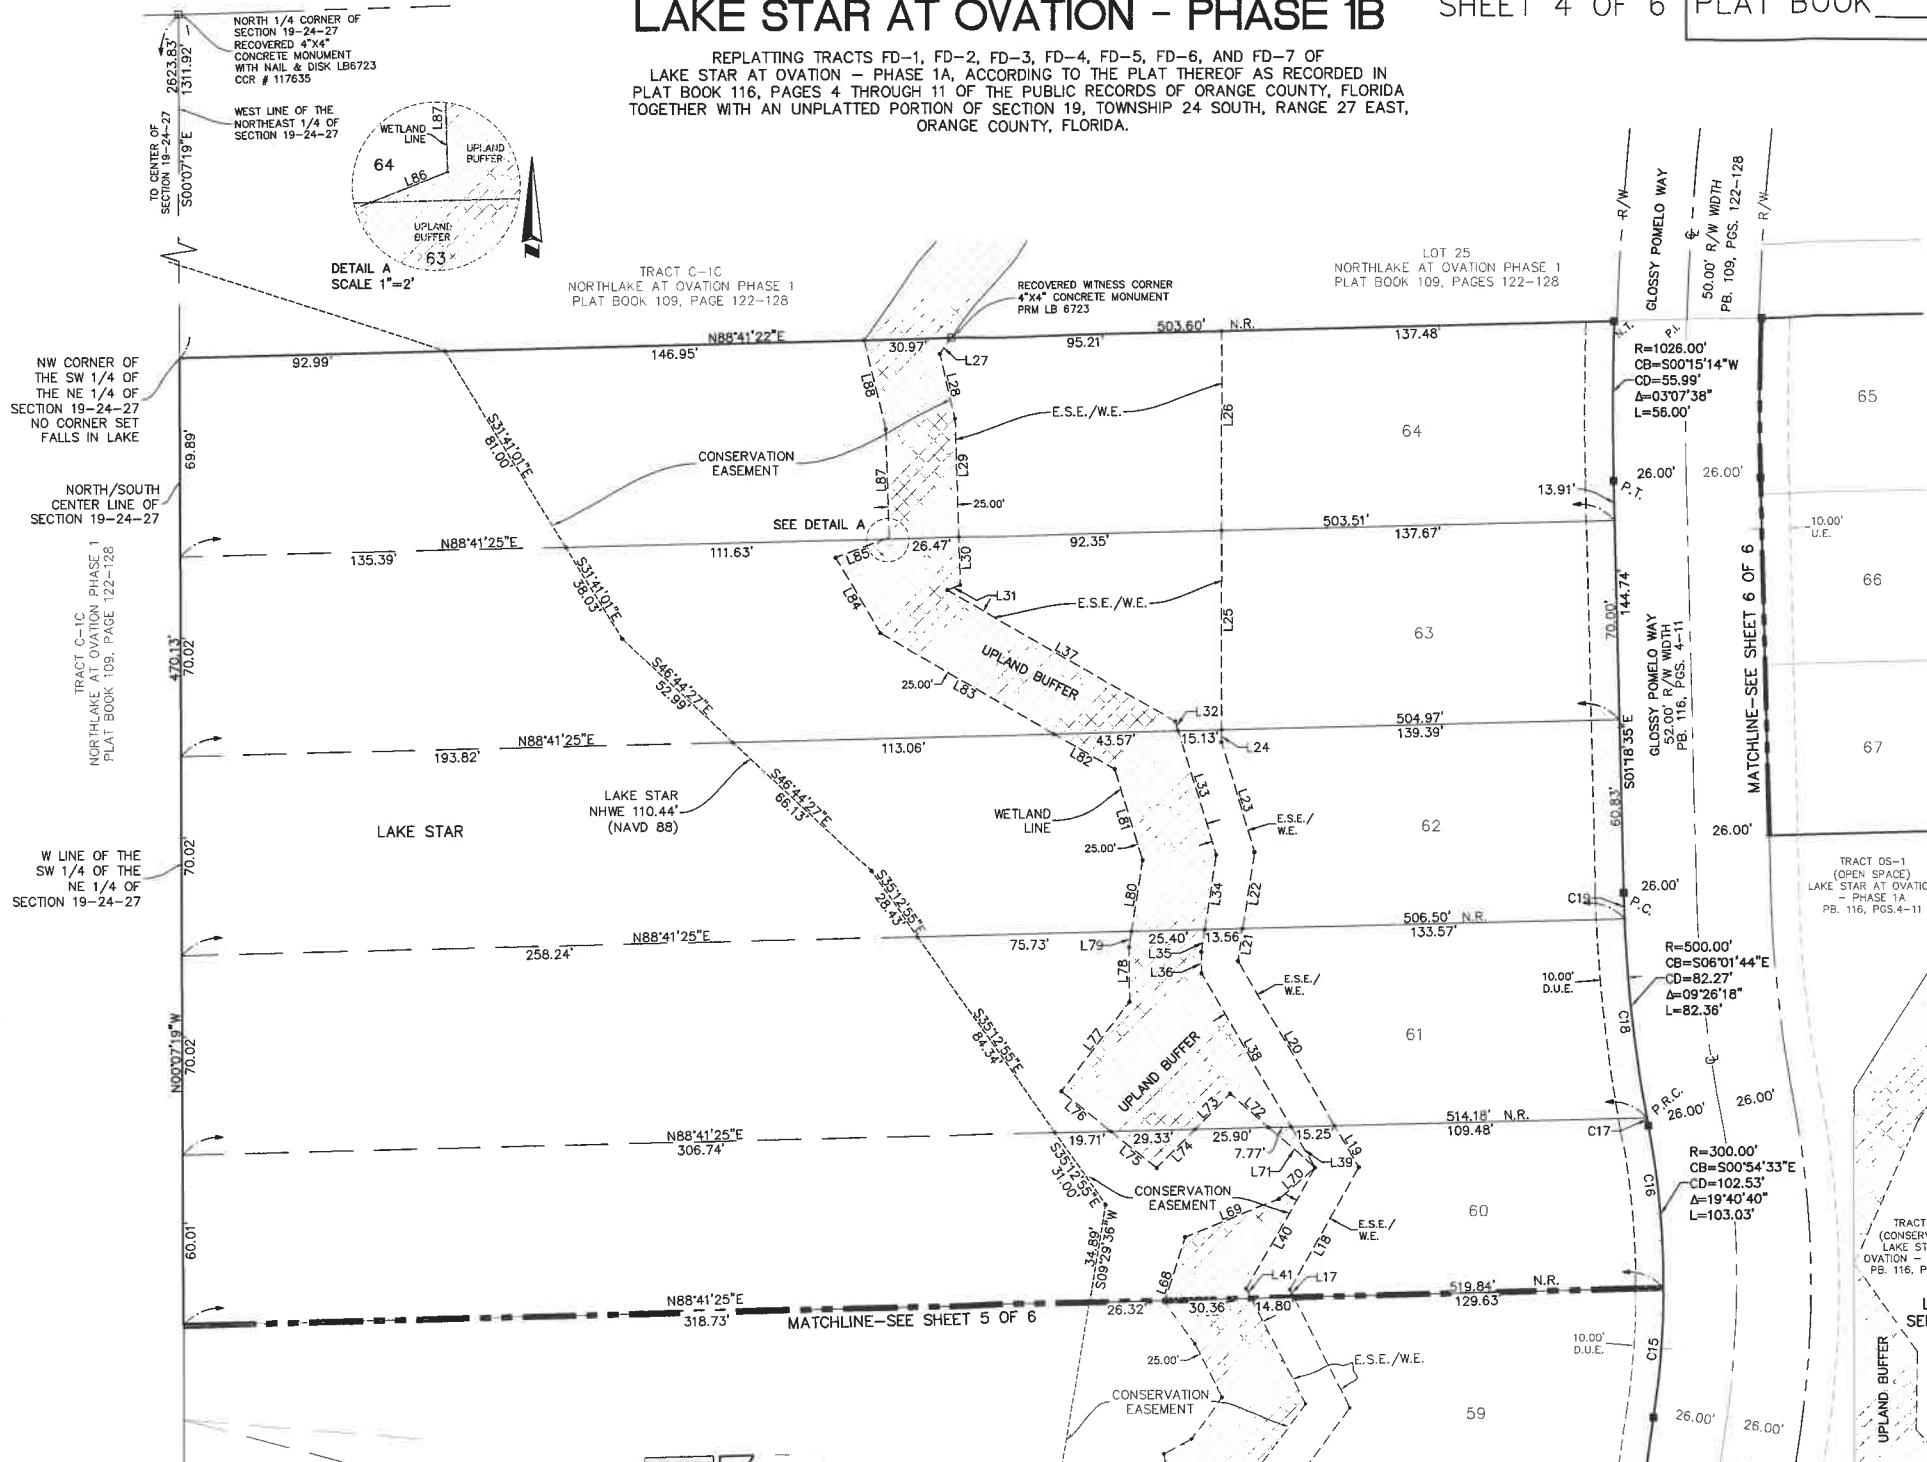 LAKE STAR AT OVATION - PHASE 1B
SHEET 4 OF 6
PLAT BOOK
REPLATTING TRACTS FD-1, FD-2, FD-3, FD-4, FD-5, FD-6, AND FD-7 OF
LAKE STAR AT OVATION - PHASE 1A, ACCORDING TO THE PLAT THEREOF AS RECORDED IN
PLAT BOOK 116, PAGES 4 THROUGH 11 OF THE PUBLIC RECORDS OF ORANGE COUNTY, FLORIDA
TOGETHER WITH AN UNPLATTED PORTION OF SECTION 19, TOWNSHIP 24 SOUTH, RANGE 27 EAST,
ORANGE COUNTY, FLORIDA.
NORTH 1/4 CORNER OF
SECTION 19-24-27
RECOVERED 4"X4"
CONCRETE MONUMENT
WITH NAIL & DISK LB6723
CCR # 117635
WEST LINE OF THE
NORTHEAST 1/4 OF
SECTION 19-24-27
2623.83'
1311.92'
TO CENTER OF
SECTION 19-24-27
S00°07'19"E
WETLAND
LINE
L87
UPLAND
BUFFER
64
L86
UPLAND
BUFFER
63
DETAIL A
SCALE 1"=2'
N
TRACT C-1C
NORTHLAKE AT OVATION PHASE 1
PLAT BOOK 109, PAGE 122-128
RECOVERED WITNESS CORNER
4"X4" CONCRETE MONUMENT
PRM LB 6723
LOT 25
NORTHLAKE AT OVATION PHASE 1
PLAT BOOK 109, PAGES 122-128
R/W
GLOSSY POMELO WAY
50.00' R/W WIDTH
PB. 109, PGS. 122-128
R/W
NW CORNER OF
THE SW 1/4 OF
THE NE 1/4 OF
SECTION 19-24-27
NO CORNER SET
FALLS IN LAKE
92.99'
146.95'
N88°41'22"E
30.97'
L27
95.21'
503.60' N.R.
137.48'
N.T.
P.I.
R=1026.00'
CB=S00°15'14"W
CD=55.99'
Δ=03°07'38"
L=56.00'
65
L88
L28
E.S.E./W.E.
L26
64
S31°41'01"E
81.00'
69.89'
CONSERVATION
EASEMENT
L87
L29
25.00'
NORTH/SOUTH
CENTER LINE OF
SECTION 19-24-27
26.00'
26.00'
P.T.
13.91'
SEE DETAIL A
N88°41'25"E
135.39'
111.63'
L85
26.47'
L30
92.35'
503.51'
137.67'
10.00'
U.E.
TRACT C-1C
NORTHLAKE AT OVATION PHASE 1
PLAT BOOK 109, PAGE 122-128
S31°41'01"E
38.03'
L84
L31
E.S.E./W.E.
L25
63
70.00'
144.74'
66
MATCHLINE-SEE SHEET 6 OF 6
470.13'
70.02'
S46°44'27"E
52.99'
UPLAND BUFFER
L37
25.00'
L83
GLOSSY POMELO WAY
52.00' R/W WIDTH
PB. 116, PGS. 4-11
S01°18'35"E
L32
N88°41'25"E
193.82'
113.06'
43.57'
15.13'
L24
504.97'
139.39'
67
L82
S46°44'27"E
66.13'
LAKE STAR
NHWE 110.44'
(NAVD 88)
LAKE STAR
WETLAND
LINE
L81
L33
L23
E.S.E./
W.E.
62
60.83'
26.00'
25.00'
W LINE OF THE
SW 1/4 OF THE
NE 1/4 OF
SECTION 19-24-27
70.02'
S35°12'55"E
28.43'
L80
L34
L22
C19
P.C.
26.00'
TRACT OS-1
(OPEN SPACE)
LAKE STAR AT OVATIO
- PHASE 1A
PB. 116, PGS.4-11
N88°41'25"E
258.24'
75.73'
L79
25.40'
13.56'
L21
506.50' N.R.
133.57'
L35
L36
L78
E.S.E./
W.E.
10.00'
D.U.E.
R=500.00'
CB=S06°01'44"E
CD=82.27'
Δ=09°26'18"
L=82.36'
N00°07'19"W
70.02
S35°12'55"E
84.34'
L77
UPLAND BUFFER
L38
L20
61
C18
L76
L73
L72
P.R.C.
26.00'
26.00'
N88°41'25"E
306.74'
19.71'
29.33'
25.90'
15.25'
514.18' N.R.
109.48'
C17
L75
L74
7.77'
L71
L39
L19
S35°12'55"E
31.00'
CONSERVATION
EASEMENT
L70
L69
L40
L18
E.S.E./
W.E.
60
C16
R=300.00'
CB=S00°54'33"E
CD=102.53'
Δ=19°40'40"
L=103.03'
60.01'
34.89'
S09°29'36"W
L68
L41
L17
N88°41'25"E
318.73'
MATCHLINE-SEE SHEET 5 OF 6
26.32'
30.36
14.80'
519.84' N.R.
129.63
25.00'
E.S.E./W.E.
10.00'
D.U.E.
C15
CONSERVATION
EASEMENT
59
26.00'
26.00'
TRACT
(CONSERV
LAKE ST
OVATION -
PB. 116, P
UPLAND BUFFER